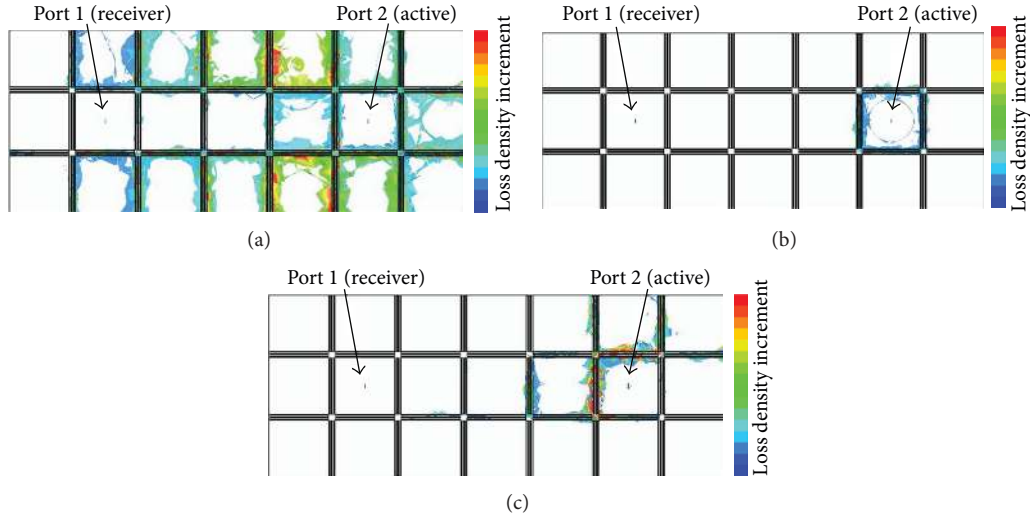 Port 1 (receiver)
Port 2 (active)
Loss density increment
(a)
Port 1 (receiver)
Port 2 (active)
Loss density increment
(b)
Port 1 (receiver)
Port 2 (active)
Loss density increment
(c)